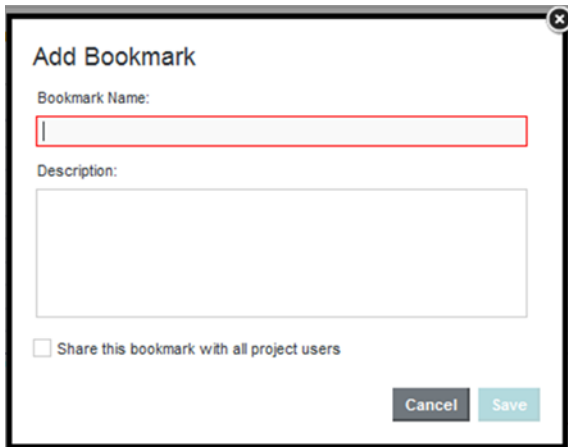 Add Bookmark
Bookmark Name:
Description:
Share this bookmark with all project users
Cancel Save